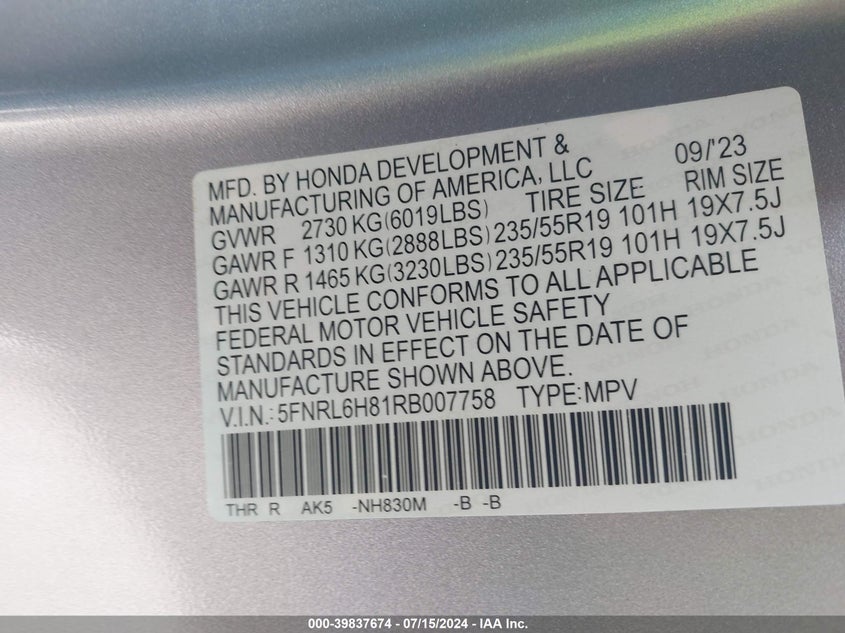 MFD. BY HONDA DEVELOPMENT & 09/'23
MANUFACTURING OF AMERICA, LLC
GVWR 2730 KG(6019LBS) TIRE SIZE RIM SIZE
GAWR F 1310 KG(2888LBS) 235/55R19 101H 19X7.5J
GAWR R 1465 KG(3230LBS) 235/55R19 101H 19X7.5J
THIS VEHICLE CONFORMS TO ALL APPLICABLE
FEDERAL MOTOR VEHICLE SAFETY
STANDARDS IN EFFECT ON THE DATE OF
MANUFACTURE SHOWN ABOVE.
V.I.N.: 5FNRL6H81RB007758 TYPE: MPV
THR R AK5 -NH830M -B -B
000-39837674 - 07/15/2024 - IAA Inc.